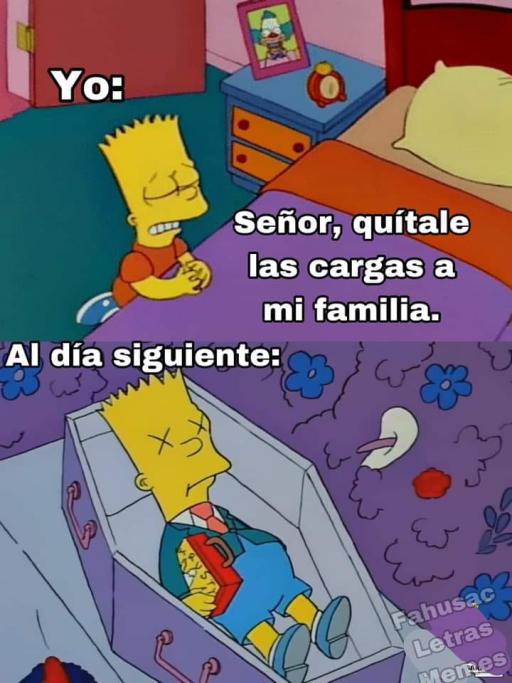 Yo:
Señor, quítale
las cargas a
mi familia.
Al día siguiente:
Fahusac
Letras
Memes